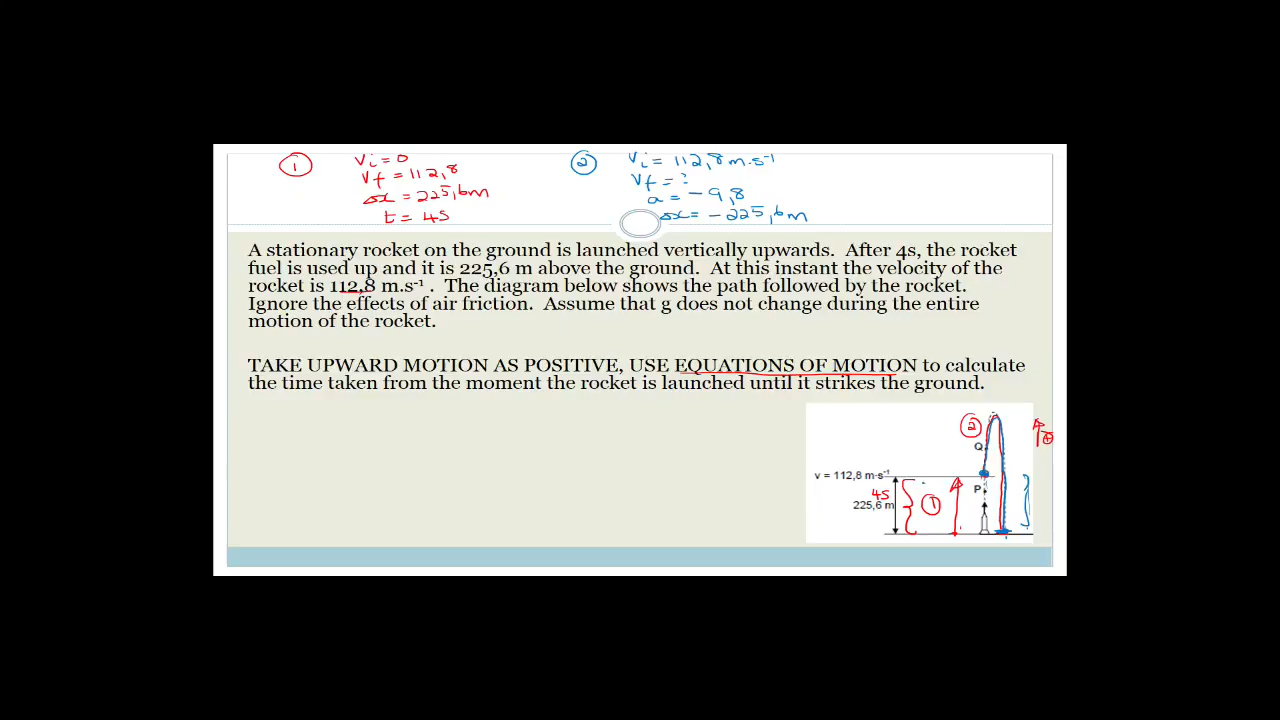 ① Vi = 0
Vf = 112,8
Δx = 225,6m
t = 4s
② Vi = 112,8 m.s⁻¹
Vf = ?
a = -9,8
Δx = -225,6m
A stationary rocket on the ground is launched vertically upwards. After 4s, the rocket
fuel is used up and it is 225,6 m above the ground. At this instant the velocity of the
rocket is 112,8 m.s⁻¹ . The diagram below shows the path followed by the rocket.
Ignore the effects of air friction. Assume that g does not change during the entire
motion of the rocket.
TAKE UPWARD MOTION AS POSITIVE, USE EQUATIONS OF MOTION to calculate
the time taken from the moment the rocket is launched until it strikes the ground.
②
Q
⊕
v = 112,8 m·s⁻¹
4s
P
225,6 m
①